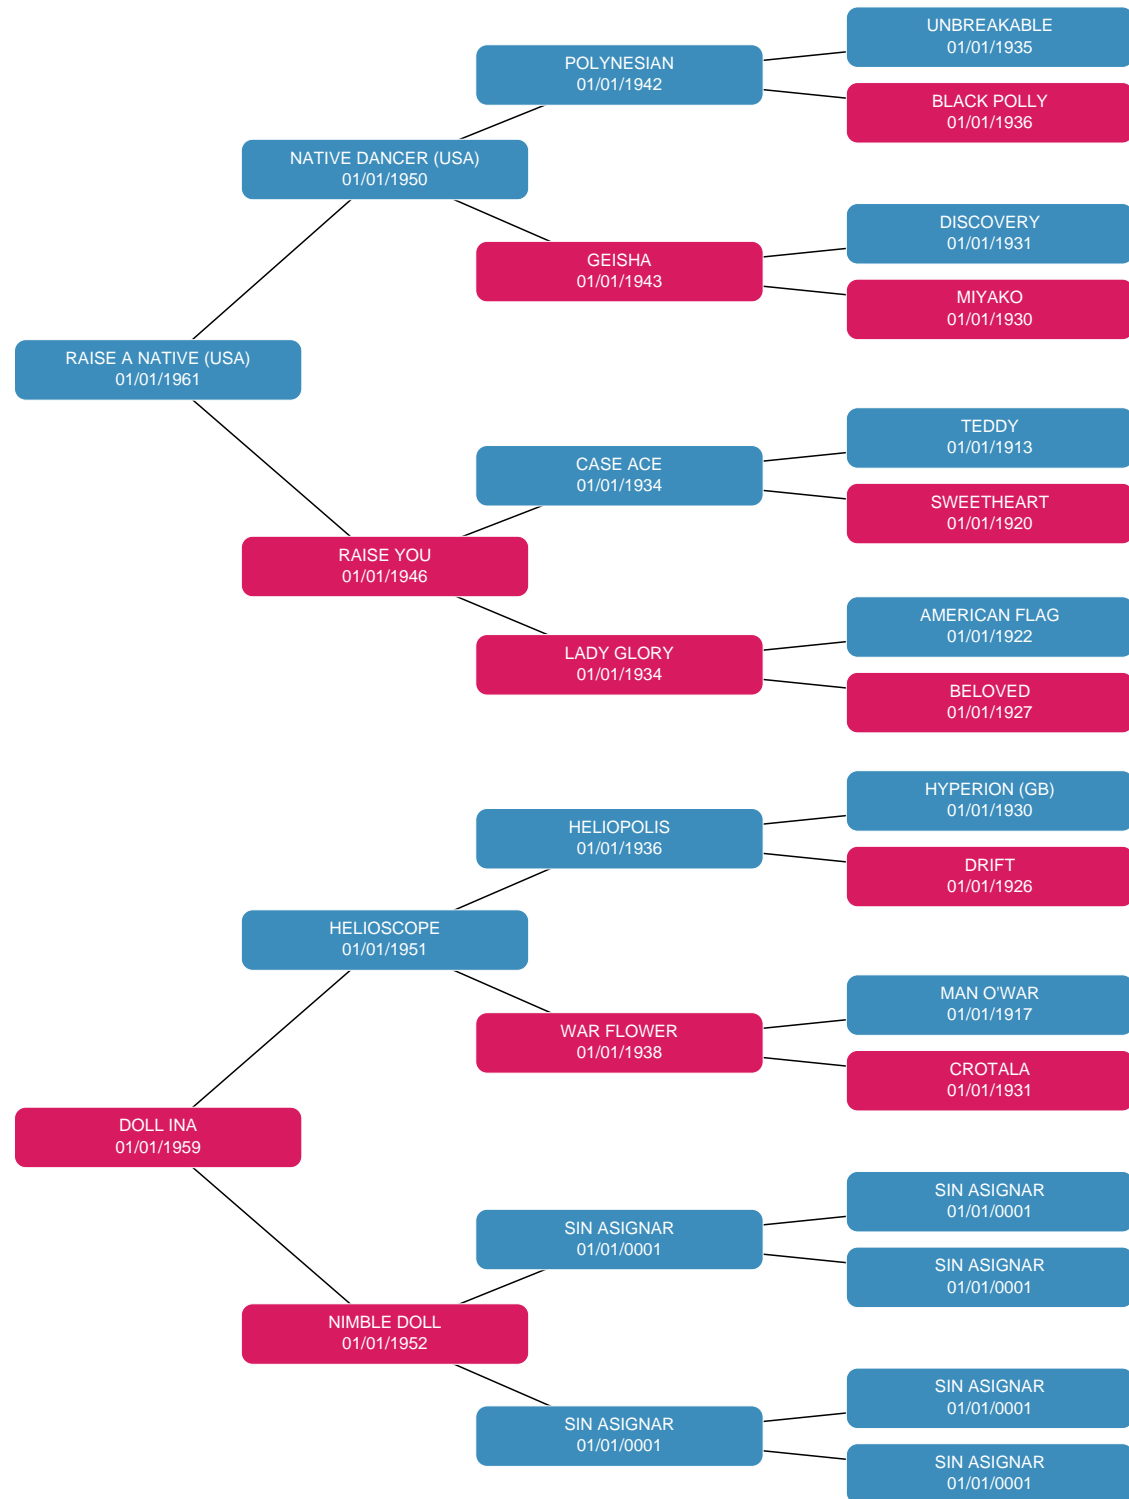 UNBREAKABLE
01/01/1935
POLYNESIAN
01/01/1942
BLACK POLLY
01/01/1936
NATIVE DANCER (USA)
01/01/1950
DISCOVERY
01/01/1931
GEISHA
01/01/1943
MIYAKO
01/01/1930
RAISE A NATIVE (USA)
01/01/1961
TEDDY
01/01/1913
CASE ACE
01/01/1934
SWEETHEART
01/01/1920
RAISE YOU
01/01/1946
AMERICAN FLAG
01/01/1922
LADY GLORY
01/01/1934
BELOVED
01/01/1927
HYPERION (GB)
01/01/1930
HELIOPOLIS
01/01/1936
DRIFT
01/01/1926
HELIOSCOPE
01/01/1951
MAN O'WAR
01/01/1917
WAR FLOWER
01/01/1938
CROTALA
01/01/1931
DOLL INA
01/01/1959
SIN ASIGNAR
01/01/0001
SIN ASIGNAR
01/01/0001
SIN ASIGNAR
01/01/0001
NIMBLE DOLL
01/01/1952
SIN ASIGNAR
01/01/0001
SIN ASIGNAR
01/01/0001
SIN ASIGNAR
01/01/0001